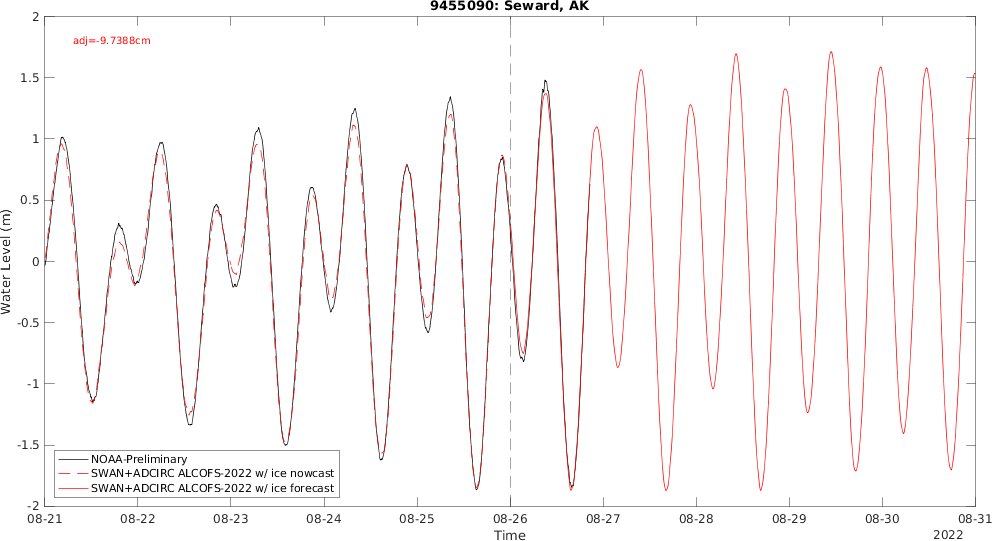 9455090: Seward, AK
adj=-9.7388cm
Water Level (m)
2
1.5
1
0.5
0
-0.5
-1
-1.5
-2
NOAA-Preliminary
SWAN+ADCIRC ALCOFS-2022 w/ ice nowcast
SWAN+ADCIRC ALCOFS-2022 w/ ice forecast
08-21 08-22 08-23 08-24 08-25 08-26 08-27 08-28 08-29 08-30 08-31
Time
2022